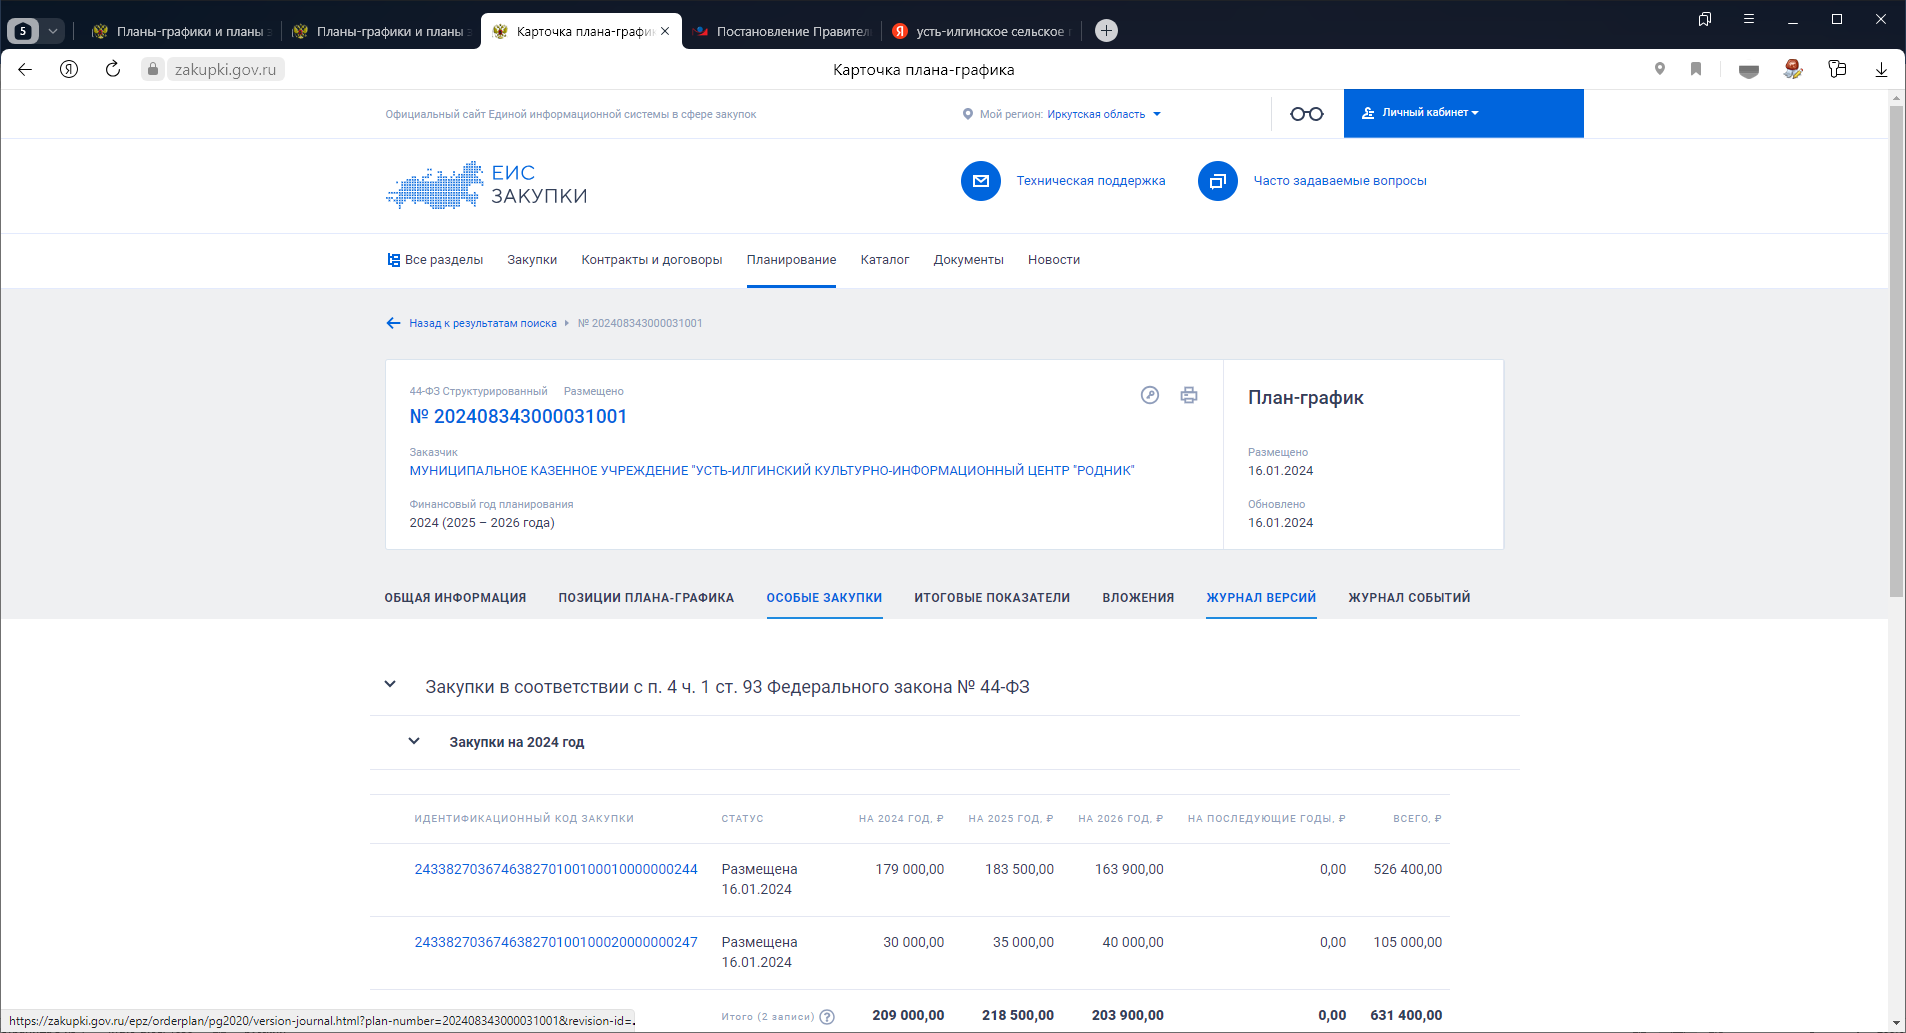 5
Планы-графики и планы з
Планы-графики и планы з
Карточка плана-графи
Постановление Правител
усть-илгинское сельское
zakupki.gov.ru
Карточка плана-графика
Официальный сайт Единой информационной системы в сфере закупок
Мой регион: Иркутская область
Личный кабинет
ЕИС
ЗАКУПКИ
Техническая поддержка
Часто задаваемые вопросы
Все разделы
Закупки
Контракты и договоры
Планирование
Каталог
Документы
Новости
Назад к результатам поиска
№ 202408343000031001
44-ФЗ Структурированный Размещено
№ 202408343000031001
Заказчик
МУНИЦИПАЛЬНОЕ КАЗЕННОЕ УЧРЕЖДЕНИЕ "УСТЬ-ИЛГИНСКИЙ КУЛЬТУРНО-ИНФОРМАЦИОННЫЙ ЦЕНТР "РОДНИК"
Финансовый год планирования
2024 (2025 – 2026 года)
План-график
Размещено
16.01.2024
Обновлено
16.01.2024
ОБЩАЯ ИНФОРМАЦИЯ
ПОЗИЦИИ ПЛАНА-ГРАФИКА
ОСОБЫЕ ЗАКУПКИ
ИТОГОВЫЕ ПОКАЗАТЕЛИ
ВЛОЖЕНИЯ
ЖУРНАЛ ВЕРСИЙ
ЖУРНАЛ СОБЫТИЙ
Закупки в соответствии с п. 4 ч. 1 ст. 93 Федерального закона № 44-ФЗ
Закупки на 2024 год
ИДЕНТИФИКАЦИОННЫЙ КОД ЗАКУПКИ СТАТУС НА 2024 ГОД, ₽ НА 2025 ГОД, ₽ НА 2026 ГОД, ₽ НА ПОСЛЕДУЮЩИЕ ГОДЫ, ₽ ВСЕГО, ₽
243382703674638270100100010000000244 Размещена 179 000,00 183 500,00 163 900,00 0,00 526 400,00
16.01.2024
243382703674638270100100020000000247 Размещена 30 000,00 35 000,00 40 000,00 0,00 105 000,00
16.01.2024
Итого (2 записи) 209 000,00 218 500,00 203 900,00 0,00 631 400,00
https://zakupki.gov.ru/epz/orderplan/pg2020/version-journal.html?plan-number=202408343000031001&revision-id=...